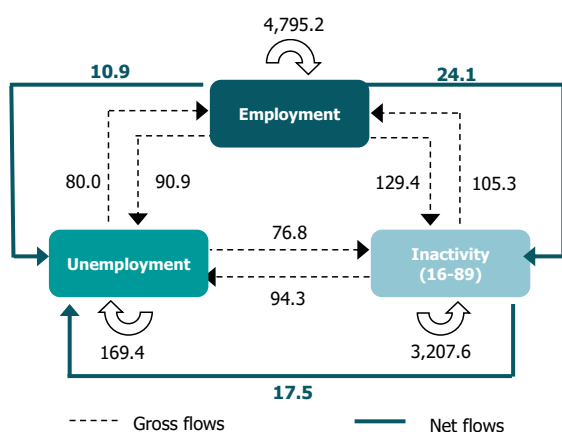 4,795.2
10.9
24.1
Employment
80.0
90.9
129.4
105.3
76.8
Unemployment
Inactivity
(16-89)
94.3
169.4
3,207.6
17.5
Gross flows
Net flows